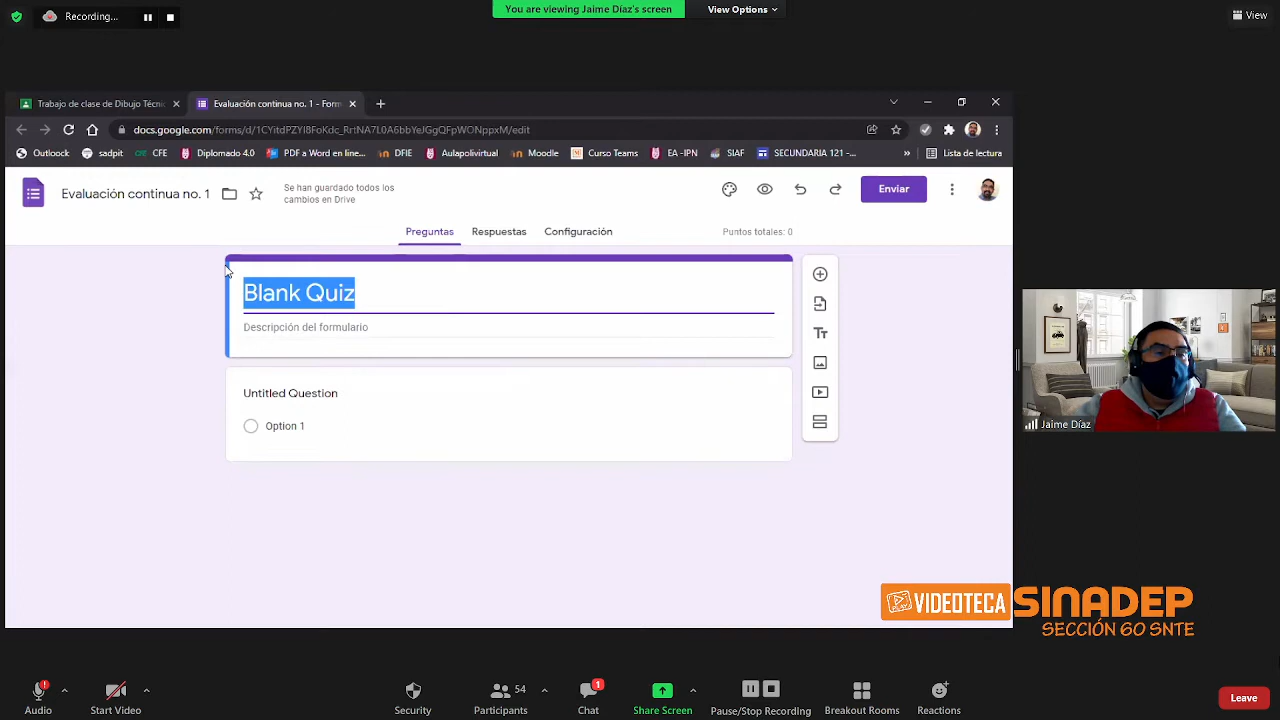 Recording...
You are viewing Jaime Díaz's screen
View Options
View
Trabajo de clase de Dibujo Técni
Evaluación continua no. 1 - Form
docs.google.com/forms/d/1CYitdPZYI8FoKdc_RrtNA7L0A6bbYeJGgQFpWONppxM/edit
Outloock
sadpit
CFE
Diplomado 4.0
PDF a Word en line...
DFIE
Aulapolivirtual
Moodle
Curso Teams
EA -IPN
SIAF
SECUNDARIA 121 -...
»
Lista de lectura
Evaluación continua no. 1
Se han guardado todos los
cambios en Drive
Enviar
Preguntas
Respuestas
Configuración
Puntos totales: 0
Blank Quiz
Descripción del formulario
Untitled Question
Option 1
Jaime Díaz
VIDEOTECA
SINADEP
SECCIÓN 60 SNTE
Audio
Start Video
Security
54
Participants
1
Chat
Share Screen
Pause/Stop Recording
Breakout Rooms
Reactions
Leave